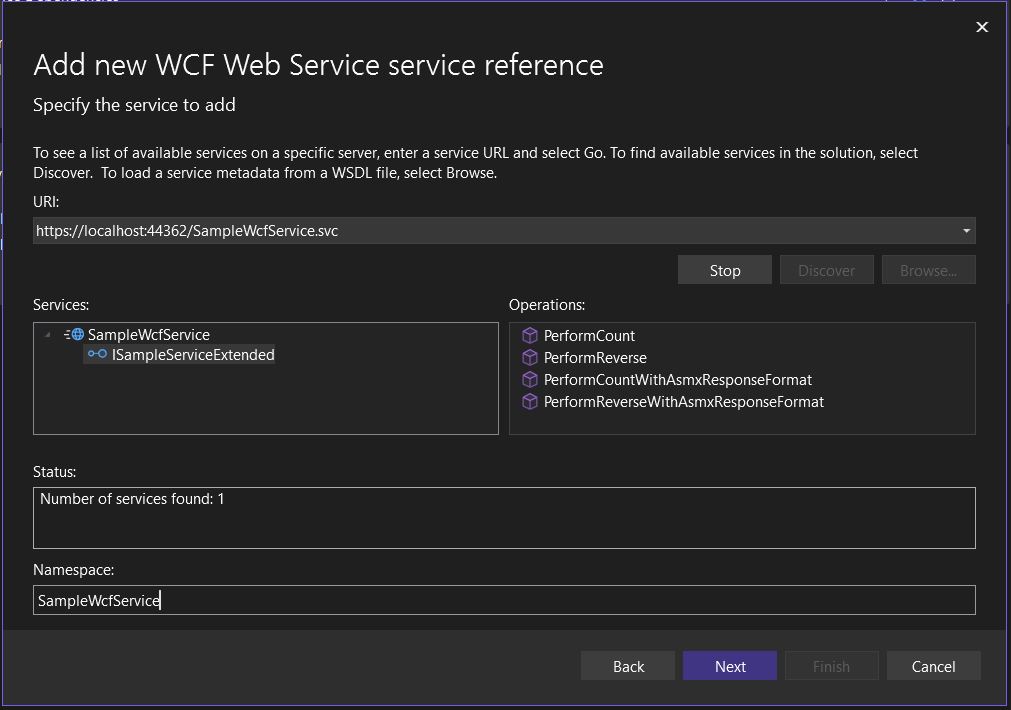 Add new WCF Web Service service reference
Specify the service to add
To see a list of available services on a specific server, enter a service URL and select Go. To find available services in the solution, select
Discover.  To load a service metadata from a WSDL file, select Browse.
URI:
https://localhost:44362/SampleWcfService.svc
Stop
Discover
Browse...
Services:
Operations:
SampleWcfService
ISampleServiceExtended
PerformCount
PerformReverse
PerformCountWithAsmxResponseFormat
PerformReverseWithAsmxResponseFormat
Status:
Number of services found: 1
Namespace:
SampleWcfService
Back
Next
Finish
Cancel